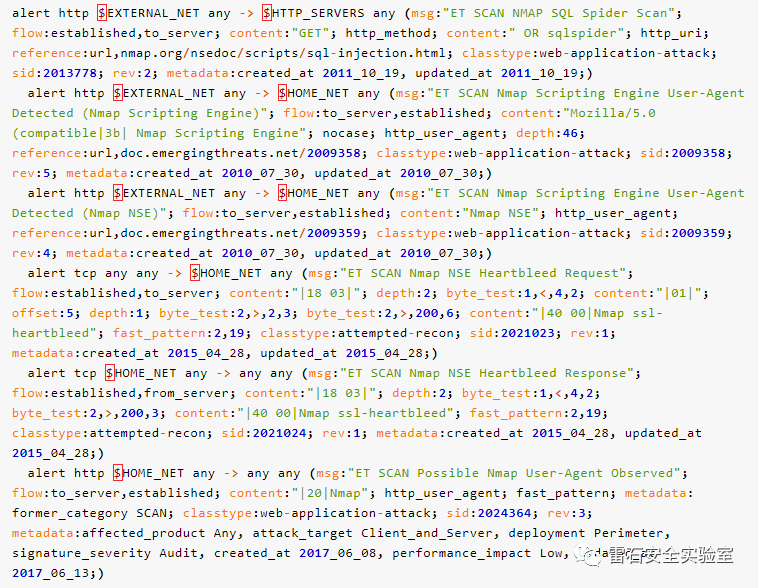 alert http $EXTERNAL_NET any -> $HTTP_SERVERS any (msg:"ET SCAN NMAP SQL Spider Scan";
flow:established,to_server; content:"GET"; http_method; content:" OR sqlspider"; http_uri;
reference:url,nmap.org/nsedoc/scripts/sql-injection.html; classtype:web-application-attack;
sid:2013778; rev:2; metadata:created_at 2011_10_19, updated_at 2011_10_19;)
alert http $EXTERNAL_NET any -> $HOME_NET any (msg:"ET SCAN Nmap Scripting Engine User-Agent
Detected (Nmap Scripting Engine)"; flow:to_server,established; content:"Mozilla/5.0
(compatible|3b| Nmap Scripting Engine"; nocase; http_user_agent; depth:46;
reference:url,doc.emergingthreats.net/2009358; classtype:web-application-attack; sid:2009358;
rev:5; metadata:created_at 2010_07_30, updated_at 2010_07_30;)
alert http $EXTERNAL_NET any -> $HOME_NET any (msg:"ET SCAN Nmap Scripting Engine User-Agent
Detected (Nmap NSE)"; flow:to_server,established; content:"Nmap NSE"; http_user_agent;
reference:url,doc.emergingthreats.net/2009359; classtype:web-application-attack; sid:2009359;
rev:4; metadata:created_at 2010_07_30, updated_at 2010_07_30;)
alert tcp any any -> $HOME_NET any (msg:"ET SCAN Nmap NSE Heartbleed Request";
flow:established,to_server; content:"|18 03|"; depth:2; byte_test:1,<,4,2; content:"|01|";
offset:5; depth:1; byte_test:2,>,2,3; byte_test:2,>,200,6; content:"|40 00|Nmap ssl-
heartbleed"; fast_pattern:2,19; classtype:attempted-recon; sid:2021023; rev:1;
metadata:created_at 2015_04_28, updated_at 2015_04_28;)
alert tcp $HOME_NET any -> any any (msg:"ET SCAN Nmap NSE Heartbleed Response";
flow:established,from_server; content:"|18 03|"; depth:2; byte_test:1,<,4,2;
byte_test:2,>,200,3; content:"|40 00|Nmap ssl-heartbleed"; fast_pattern:2,19;
classtype:attempted-recon; sid:2021024; rev:1; metadata:created_at 2015_04_28, updated_at
2015_04_28;)
alert http $HOME_NET any -> any any (msg:"ET SCAN Possible Nmap User-Agent Observed";
flow:to_server,established; content:"|20|Nmap"; http_user_agent; fast_pattern; metadata:
former_category SCAN; classtype:web-application-attack; sid:2024364; rev:3;
metadata:affected_product Any, attack_target Client_and_Server, deployment Perimeter,
signature_severity Audit, created_at 2017_06_08, performance_impact Low,
雷石安全实验室
2017_06_13;)